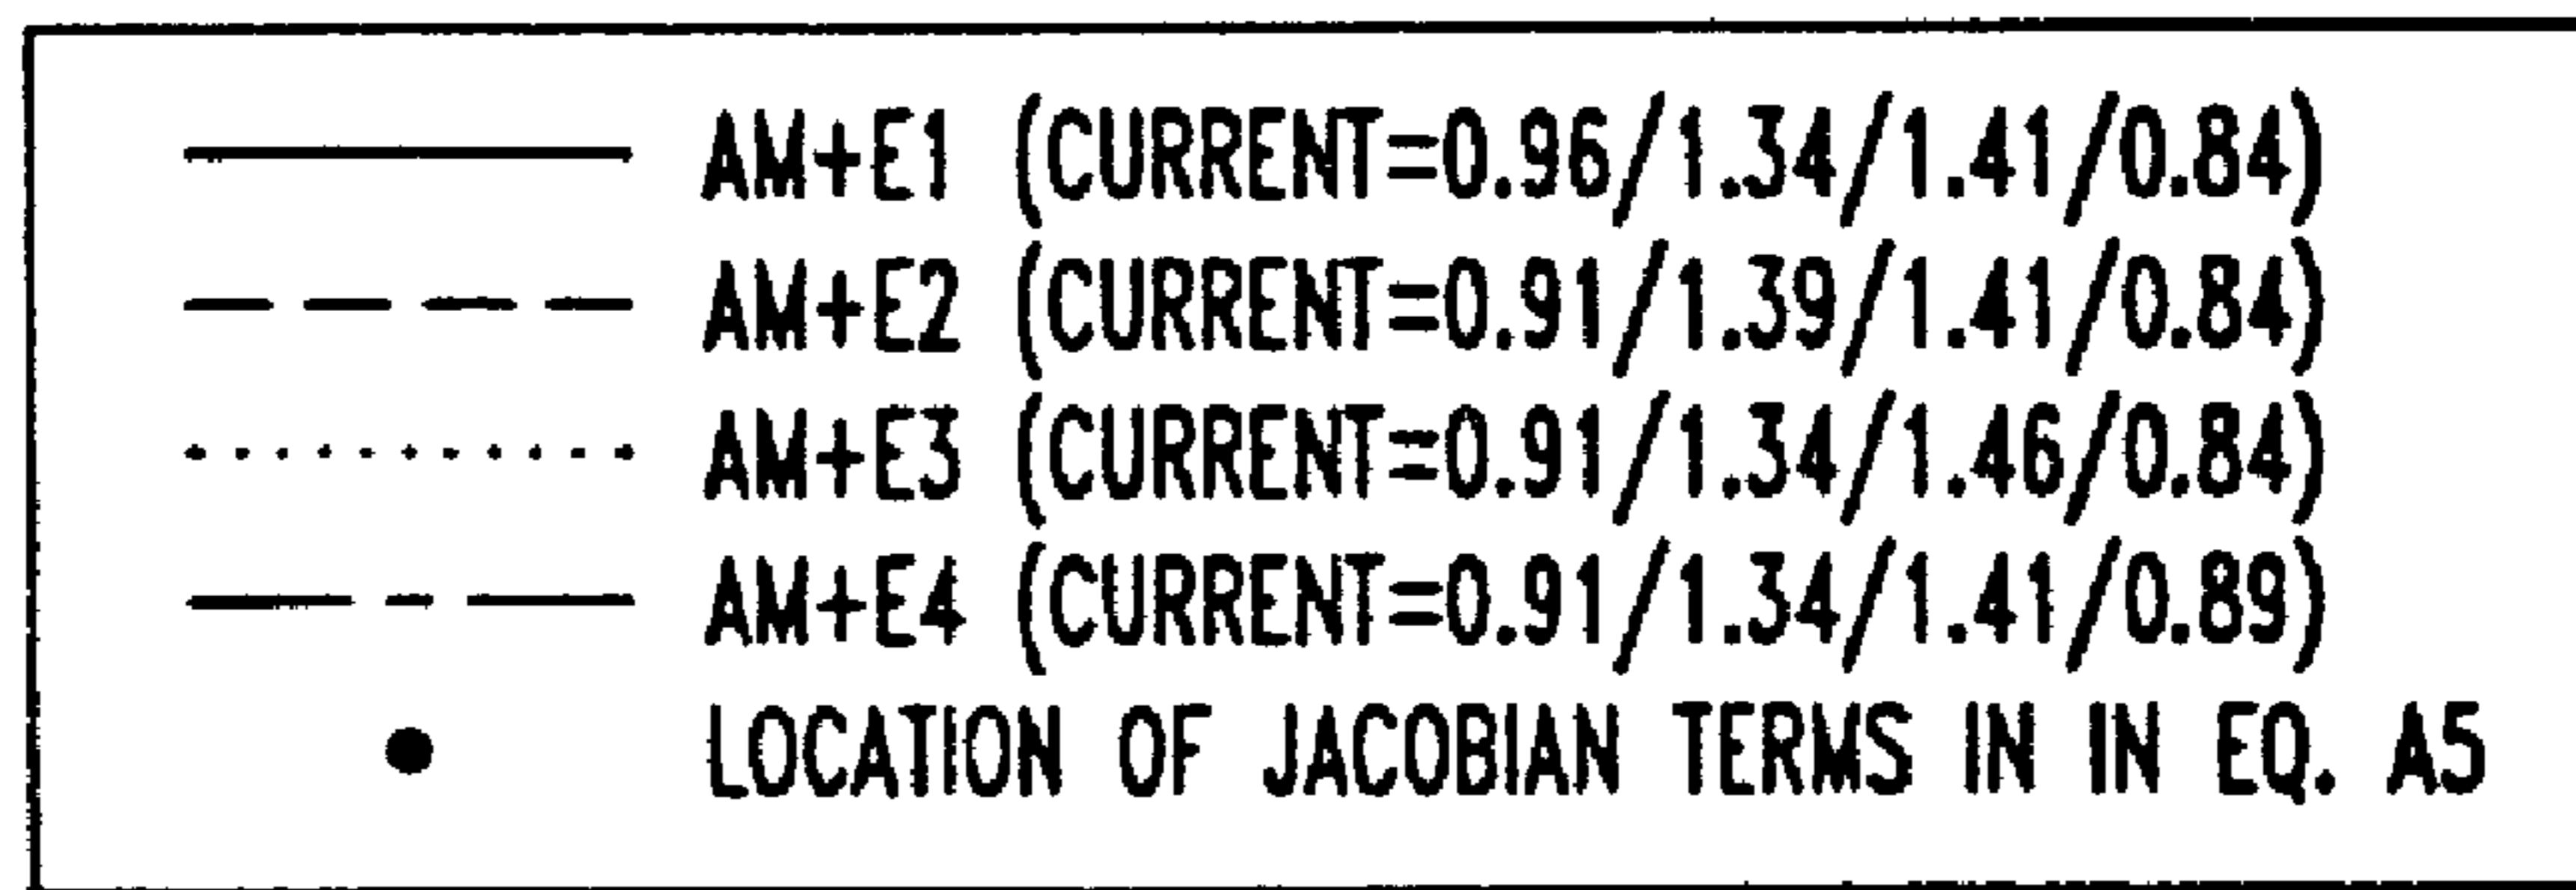 AM+E1 (CURRENT=0.96/1.34/1.41/0.84)
AM+E2 (CURRENT=0.91/1.39/1.41/0.84)
AM+E3 (CURRENT=0.91/1.34/1.46/0.84)
AM+E4 (CURRENT=0.91/1.34/1.41/0.89)
LOCATION OF JACOBIAN TERMS IN IN EQ. A5